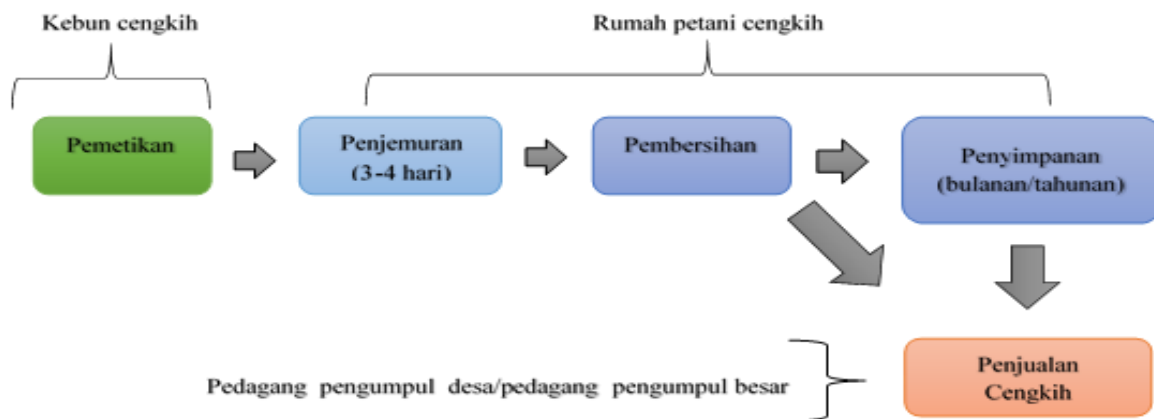 Kebun cengkih
Rumah petani cengkih
Pemetikan
Penjemuran
(3-4 hari)
Pembersihan
Penyimpanan
(bulanan/tahunan)
Pedagang pengumpul desa/pedagang pengumpul besar
Penjualan
Cengkih